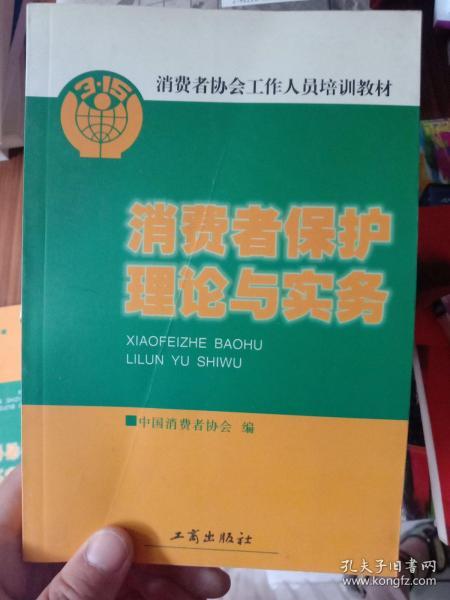 3·15
消费者协会工作人员培训教材
消费者保护
理论与实务
XIAOFEIZHE BAOHU
LILUN YU SHIWU
中国消费者协会 编
工商出版社
孔夫子旧书网
www.kongfz.com